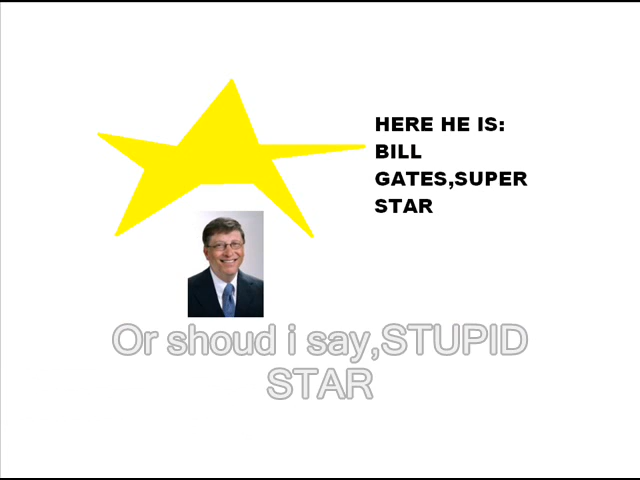 HERE HE IS:
BILL
GATES,SUPER
STAR
Or shoud i say,STUPID
STAR